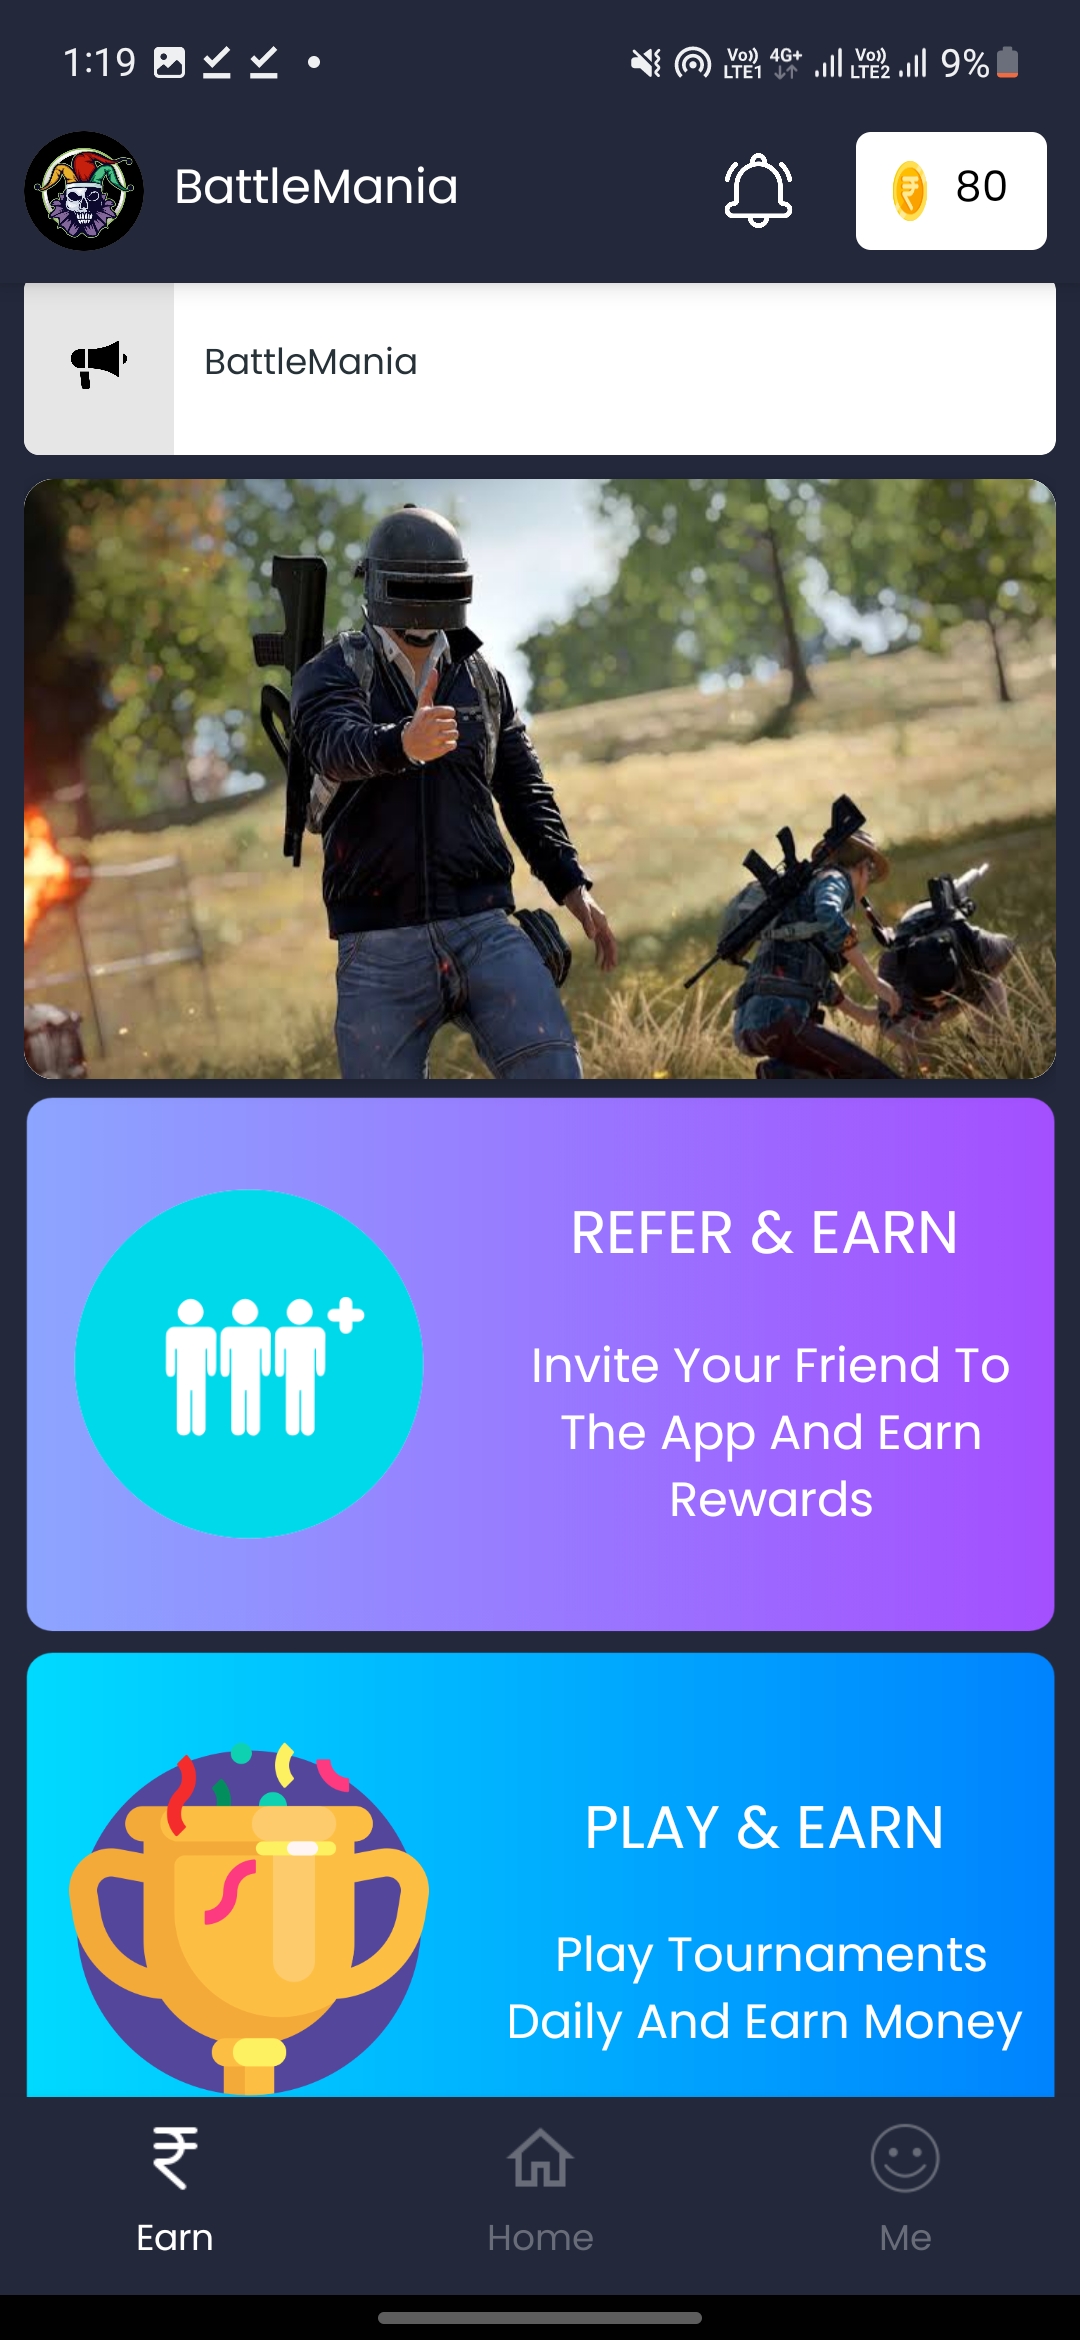 1:19
Vo)) LTE1 4G+ Vo)) LTE2 9%
BattleMania
80
BattleMania
REFER & EARN
Invite Your Friend To
The App And Earn
Rewards
PLAY & EARN
Play Tournaments
Daily And Earn Money
Earn
Home
Me